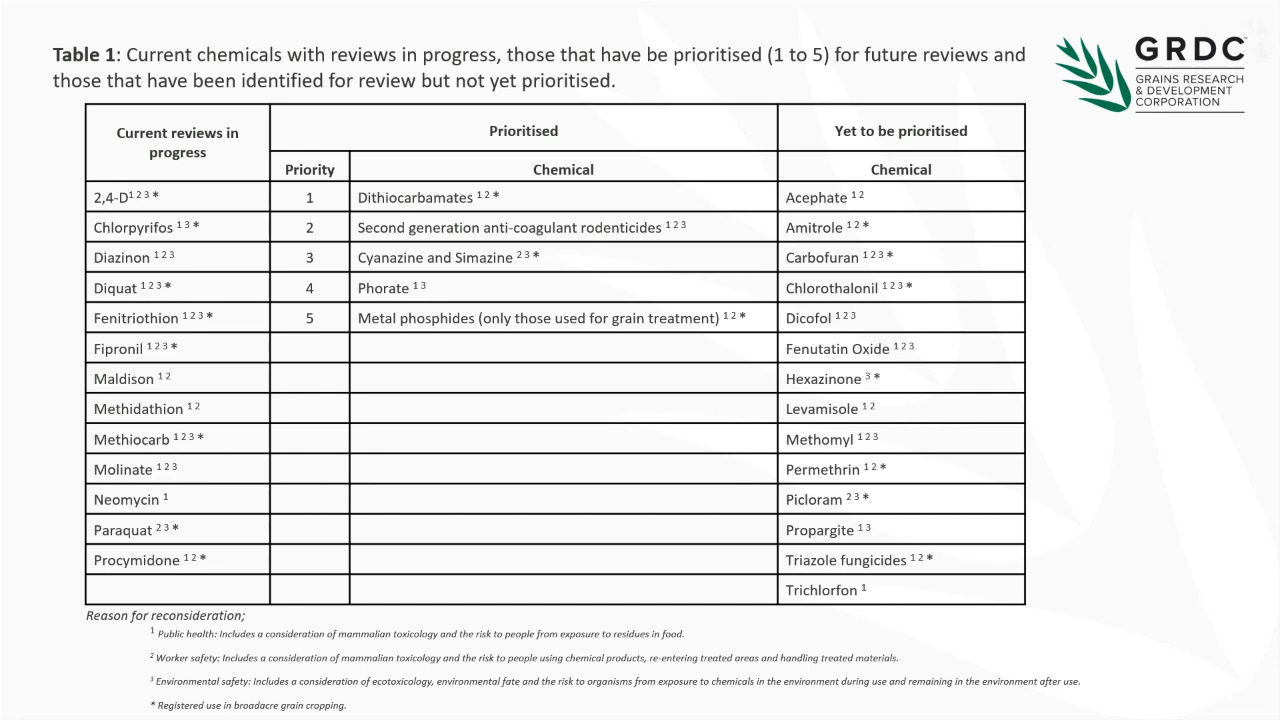 Table 1: Current chemicals with reviews in progress, those that have be prioritised (1 to 5) for future reviews and
those that have been identified for review but not yet prioritised.
GRDC™
GRAINS RESEARCH
& DEVELOPMENT
CORPORATION
Current reviews in
progress
Prioritised
Yet to be prioritised
Priority
Chemical
Chemical
2,4-D ¹ ² ³ *
1
Dithiocarbamates ¹ ² *
Acephate ¹ ²
Chlorpyrifos ¹ ³ *
2
Second generation anti-coagulant rodenticides ¹ ² ³
Amitrole ¹ ² *
Diazinon ¹ ² ³
3
Cyanazine and Simazine ² ³ *
Carbofuran ¹ ² ³ *
Diquat ¹ ² ³ *
4
Phorate ¹ ³
Chlorothalonil ¹ ² ³ *
Fenitriothion ¹ ² ³ *
5
Metal phosphides (only those used for grain treatment) ¹ ² *
Dicofol ¹ ² ³
Fipronil ¹ ² ³ *
Fenutatin Oxide ¹ ² ³
Maldison ¹ ²
Hexazinone ³ *
Methidathion ¹ ²
Levamisole ¹ ²
Methiocarb ¹ ² ³ *
Methomyl ¹ ² ³
Molinate ¹ ² ³
Permethrin ¹ ² *
Neomycin ¹
Picloram ² ³ *
Paraquat ² ³ *
Propargite ¹ ³
Procymidone ¹ ² *
Triazole fungicides ¹ ² *
Trichlorfon ¹
Reason for reconsideration;
¹ Public health: Includes a consideration of mammalian toxicology and the risk to people from exposure to residues in food.
² Worker safety: Includes a consideration of mammalian toxicology and the risk to people using chemical products, re-entering treated areas and handling treated materials.
³ Environmental safety: Includes a consideration of ecotoxicology, environmental fate and the risk to organisms from exposure to chemicals in the environment during use and remaining in the environment after use.
* Registered use in broadacre grain cropping.